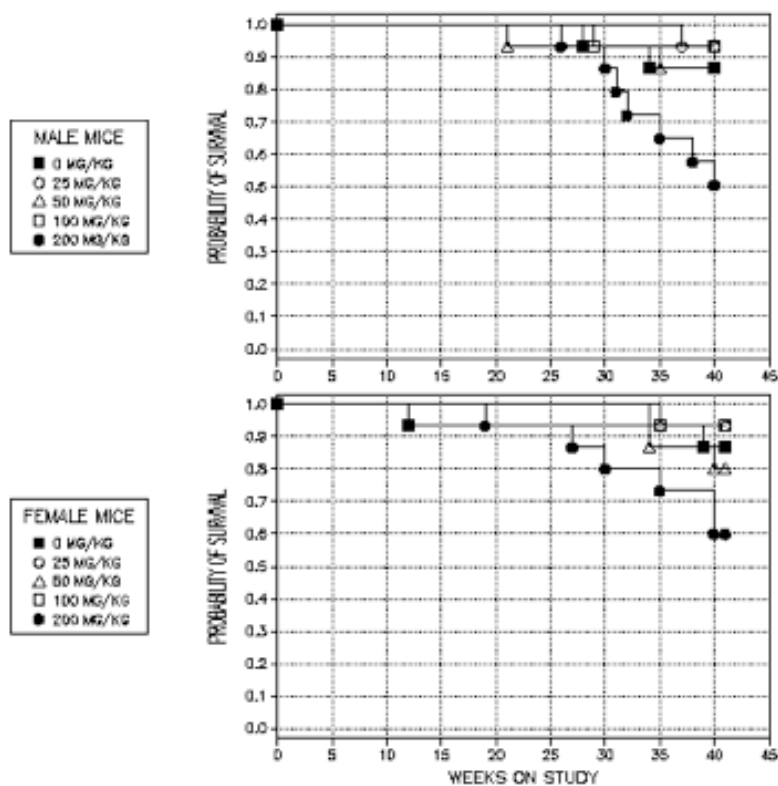 1.0
0.9
0.8
0.7
0.6
0.5
0.4
0.3
0.2
0.1
0.0
PROBABILITY OF SURVIVAL
0 5 10 15 20 25 30 35 40 45
MALE MICE
0 MG/KG
25 MG/KG
50 MG/KG
100 MG/KG
200 MG/KG
1.0
0.9
0.8
0.7
0.6
0.5
0.4
0.3
0.2
0.1
0.0
PROBABILITY OF SURVIVAL
0 5 10 15 20 25 30 35 40 45
WEEKS ON STUDY
FEMALE MICE
0 MG/KG
25 MG/KG
50 MG/KG
100 MG/KG
200 MG/KG